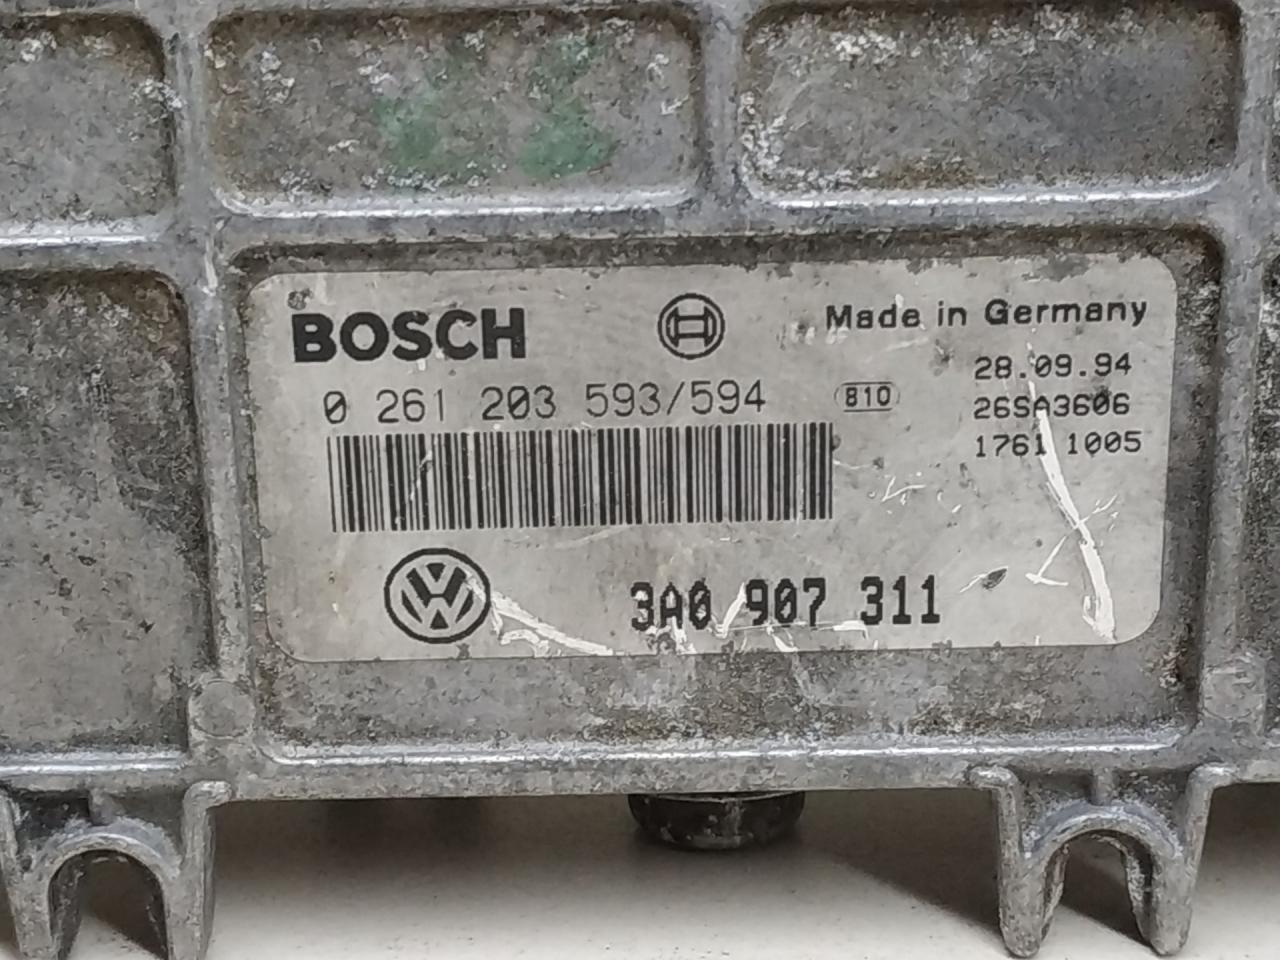 BOSCH
Made in Germany
0 261 203 593/594
810
28.09.94
26SA3606
1761 1005
VW
3A0 907 311